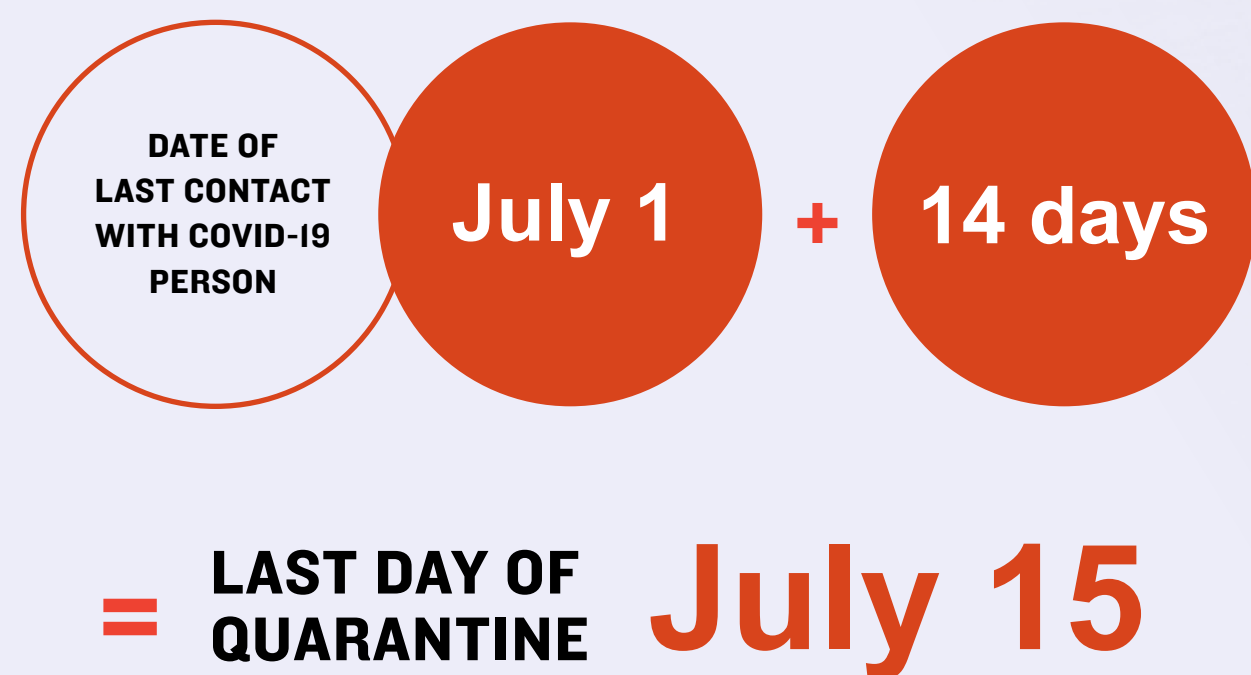 DATE OF
LAST CONTACT
WITH COVID-19
PERSON
July 1
+
14 days
=
LAST DAY OF
QUARANTINE
July 15